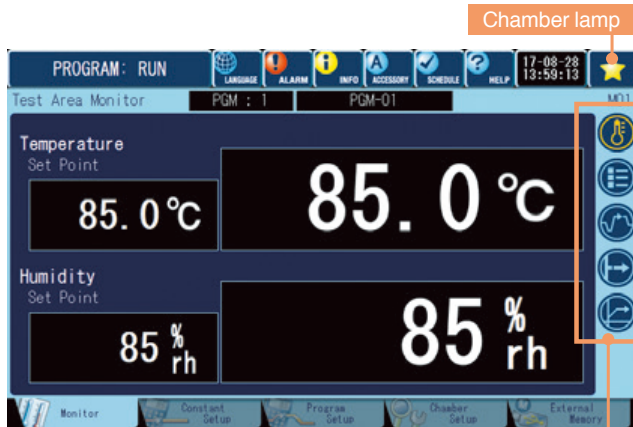 Chamber lamp
PROGRAM: RUN
LANGUAGE
ALARM
INFO
A
ACCESSORY
SCHEDULE
?
HELP
17-08-28
13:59:13
Test Area Monitor
PGM : 1
PGM-01
M01
Temperature
Set Point
85.0℃
85.0℃
Humidity
Set Point
85 % rh
85 % rh
Monitor
Constant Setup
Program Setup
Chamber Setup
External Memory